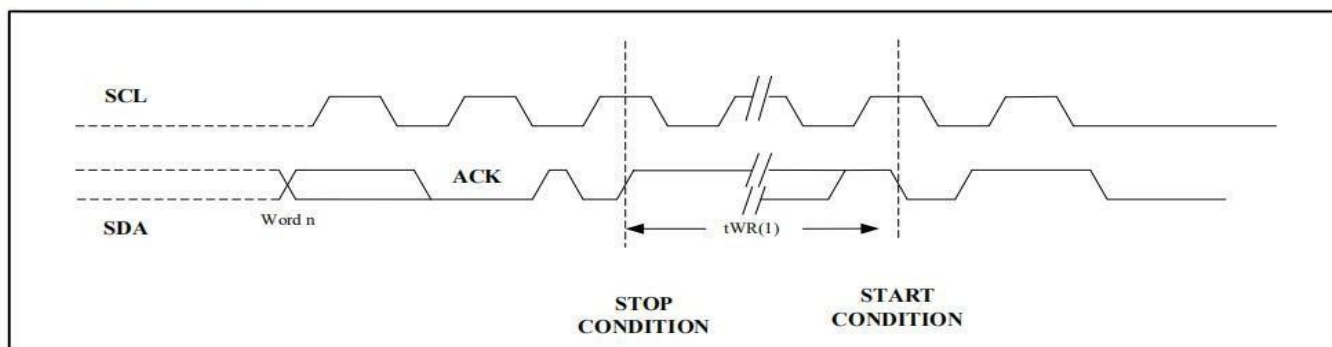 SCL
ACK
Word n
SDA
tWR(1)
STOP
CONDITION
START
CONDITION